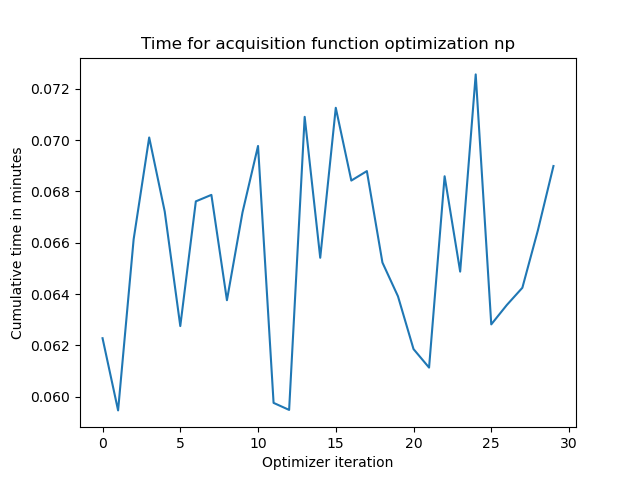 Time for acquisition function optimization np
0.072
0.070
0.068
0.066
0.064
0.062
0.060
Cumulative time in minutes
0 5 10 15 20 25 30
Optimizer iteration